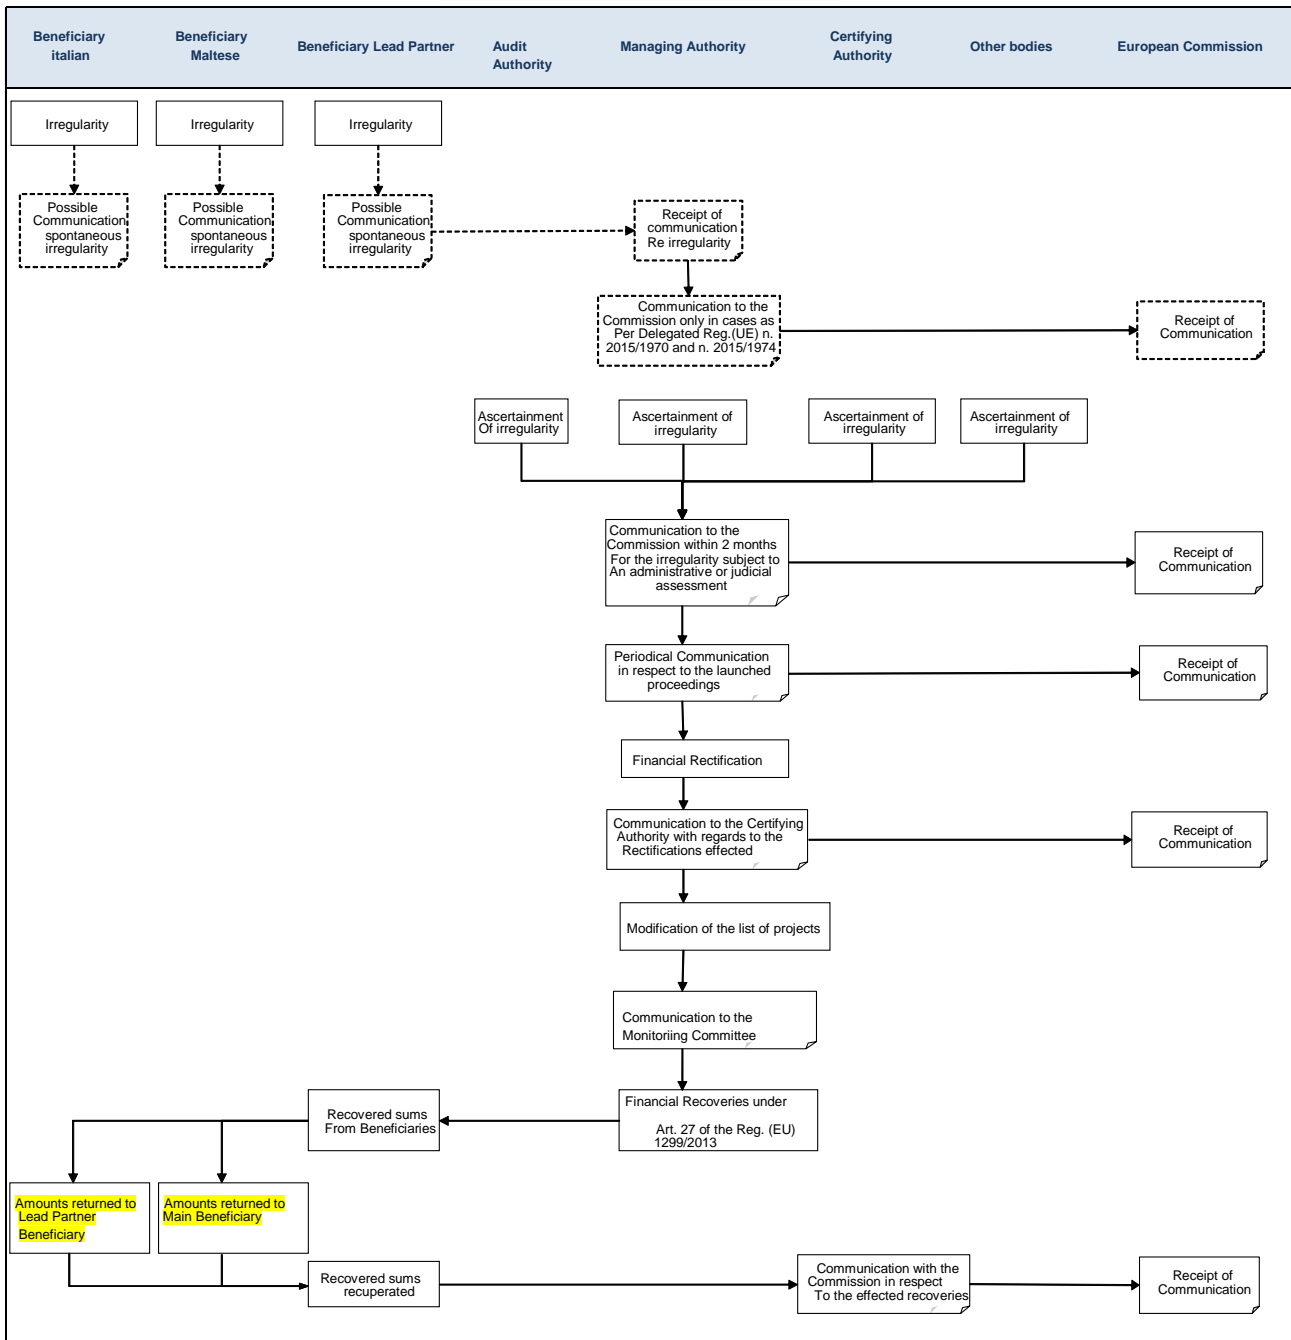 Beneficiary
italian
Beneficiary
Maltese
Beneficiary Lead Partner
Audit
Authority
Managing Authority
Certifying
Authority
Other bodies
European Commission
Irregularity
Irregularity
Irregularity
Possible
Communication
spontaneous
irregularity
Possible
Communication
spontaneous
irregularity
Possible
Communication
spontaneous
irregularity
Receipt of
communication
Re irregularity
Communication to the
Commission only in cases as
Per Delegated Reg.(UE) n.
2015/1970 and n. 2015/1974
Receipt of
Communication
Ascertainment
Of irregularity
Ascertainment of
irregularity
Ascertainment of
irregularity
Ascertainment of
irregularity
Communication to the
Commission within 2 months
For the irregularity subject to
An administrative or judicial
assessment
Receipt of
Communication
Periodical Communication
in respect to the launched
proceedings
Receipt of
Communication
Financial Rectification
Communication to the Certifying
Authority with regards to the
Rectifications effected
Receipt of
Communication
Modification of the list of projects
Communication to the
Monitoriing Committee
Financial Recoveries under
Art. 27 of the Reg. (EU)
1299/2013
Recovered sums
From Beneficiaries
Amounts returned to
Lead Partner
Beneficiary
Amounts returned to
Main Beneficiary
Recovered sums
recuperated
Communication with the
Commission in respect
To the effected recoveries
Receipt of
Communication